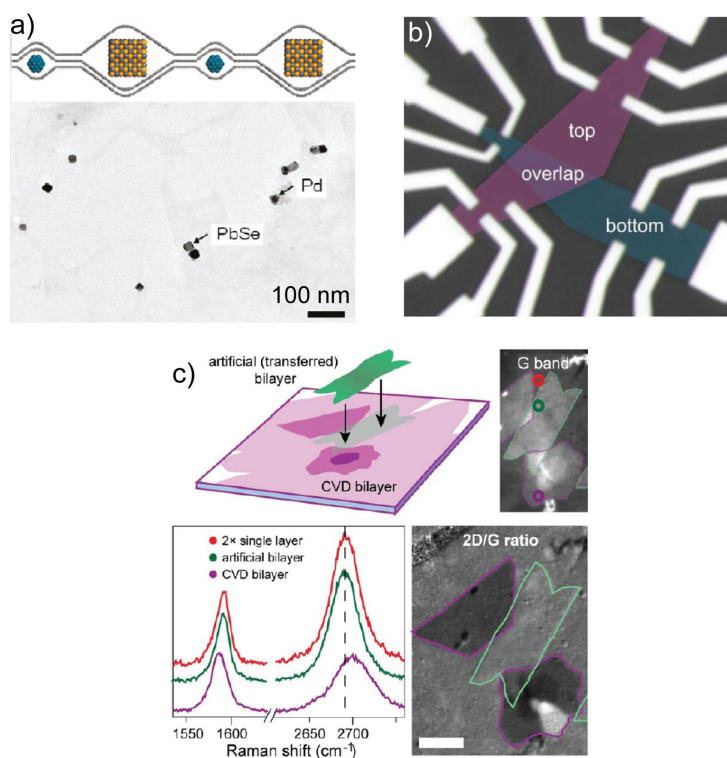 a)
Pd
PbSe
100 nm
b)
top
overlap
bottom
c)
artificial (transferred)
bilayer
CVD bilayer
G band
2× single layer
artificial bilayer
CVD bilayer
1550
1600
2650
2700
Raman shift (cm⁻¹)
2D/G ratio